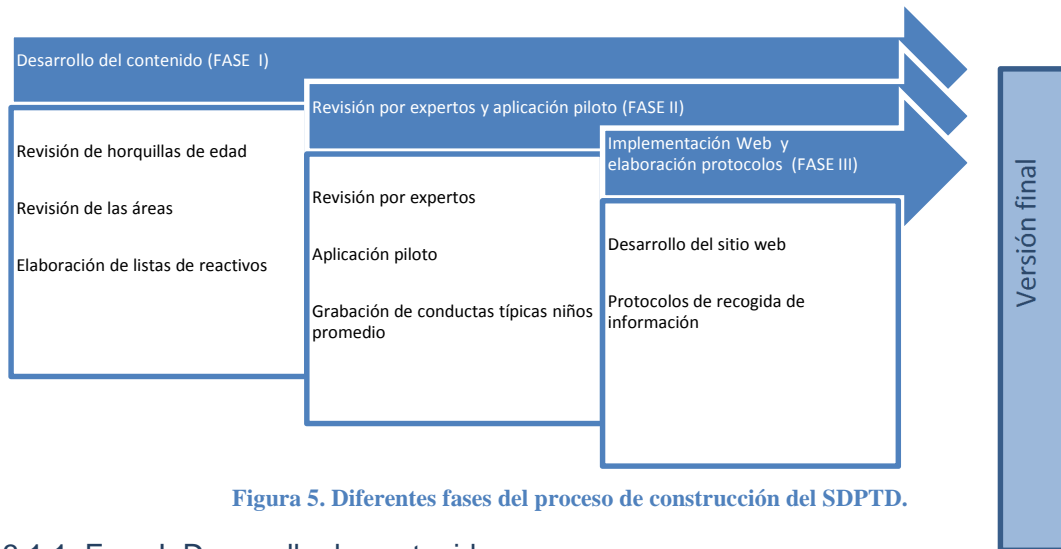 Desarrollo del contenido (FASE I)
Revisión de horquillas de edad
Revisión de las áreas
Elaboración de listas de reactivos
Revisión por expertos y aplicación piloto (FASE II)
Revisión por expertos
Aplicación piloto
Grabación de conductas típicas niños
promedio
Implementación Web y
elaboración protocolos (FASE III)
Desarrollo del sitio web
Protocolos de recogida de
información
Versión final
Figura 5. Diferentes fases del proceso de construcción del SDPTD.